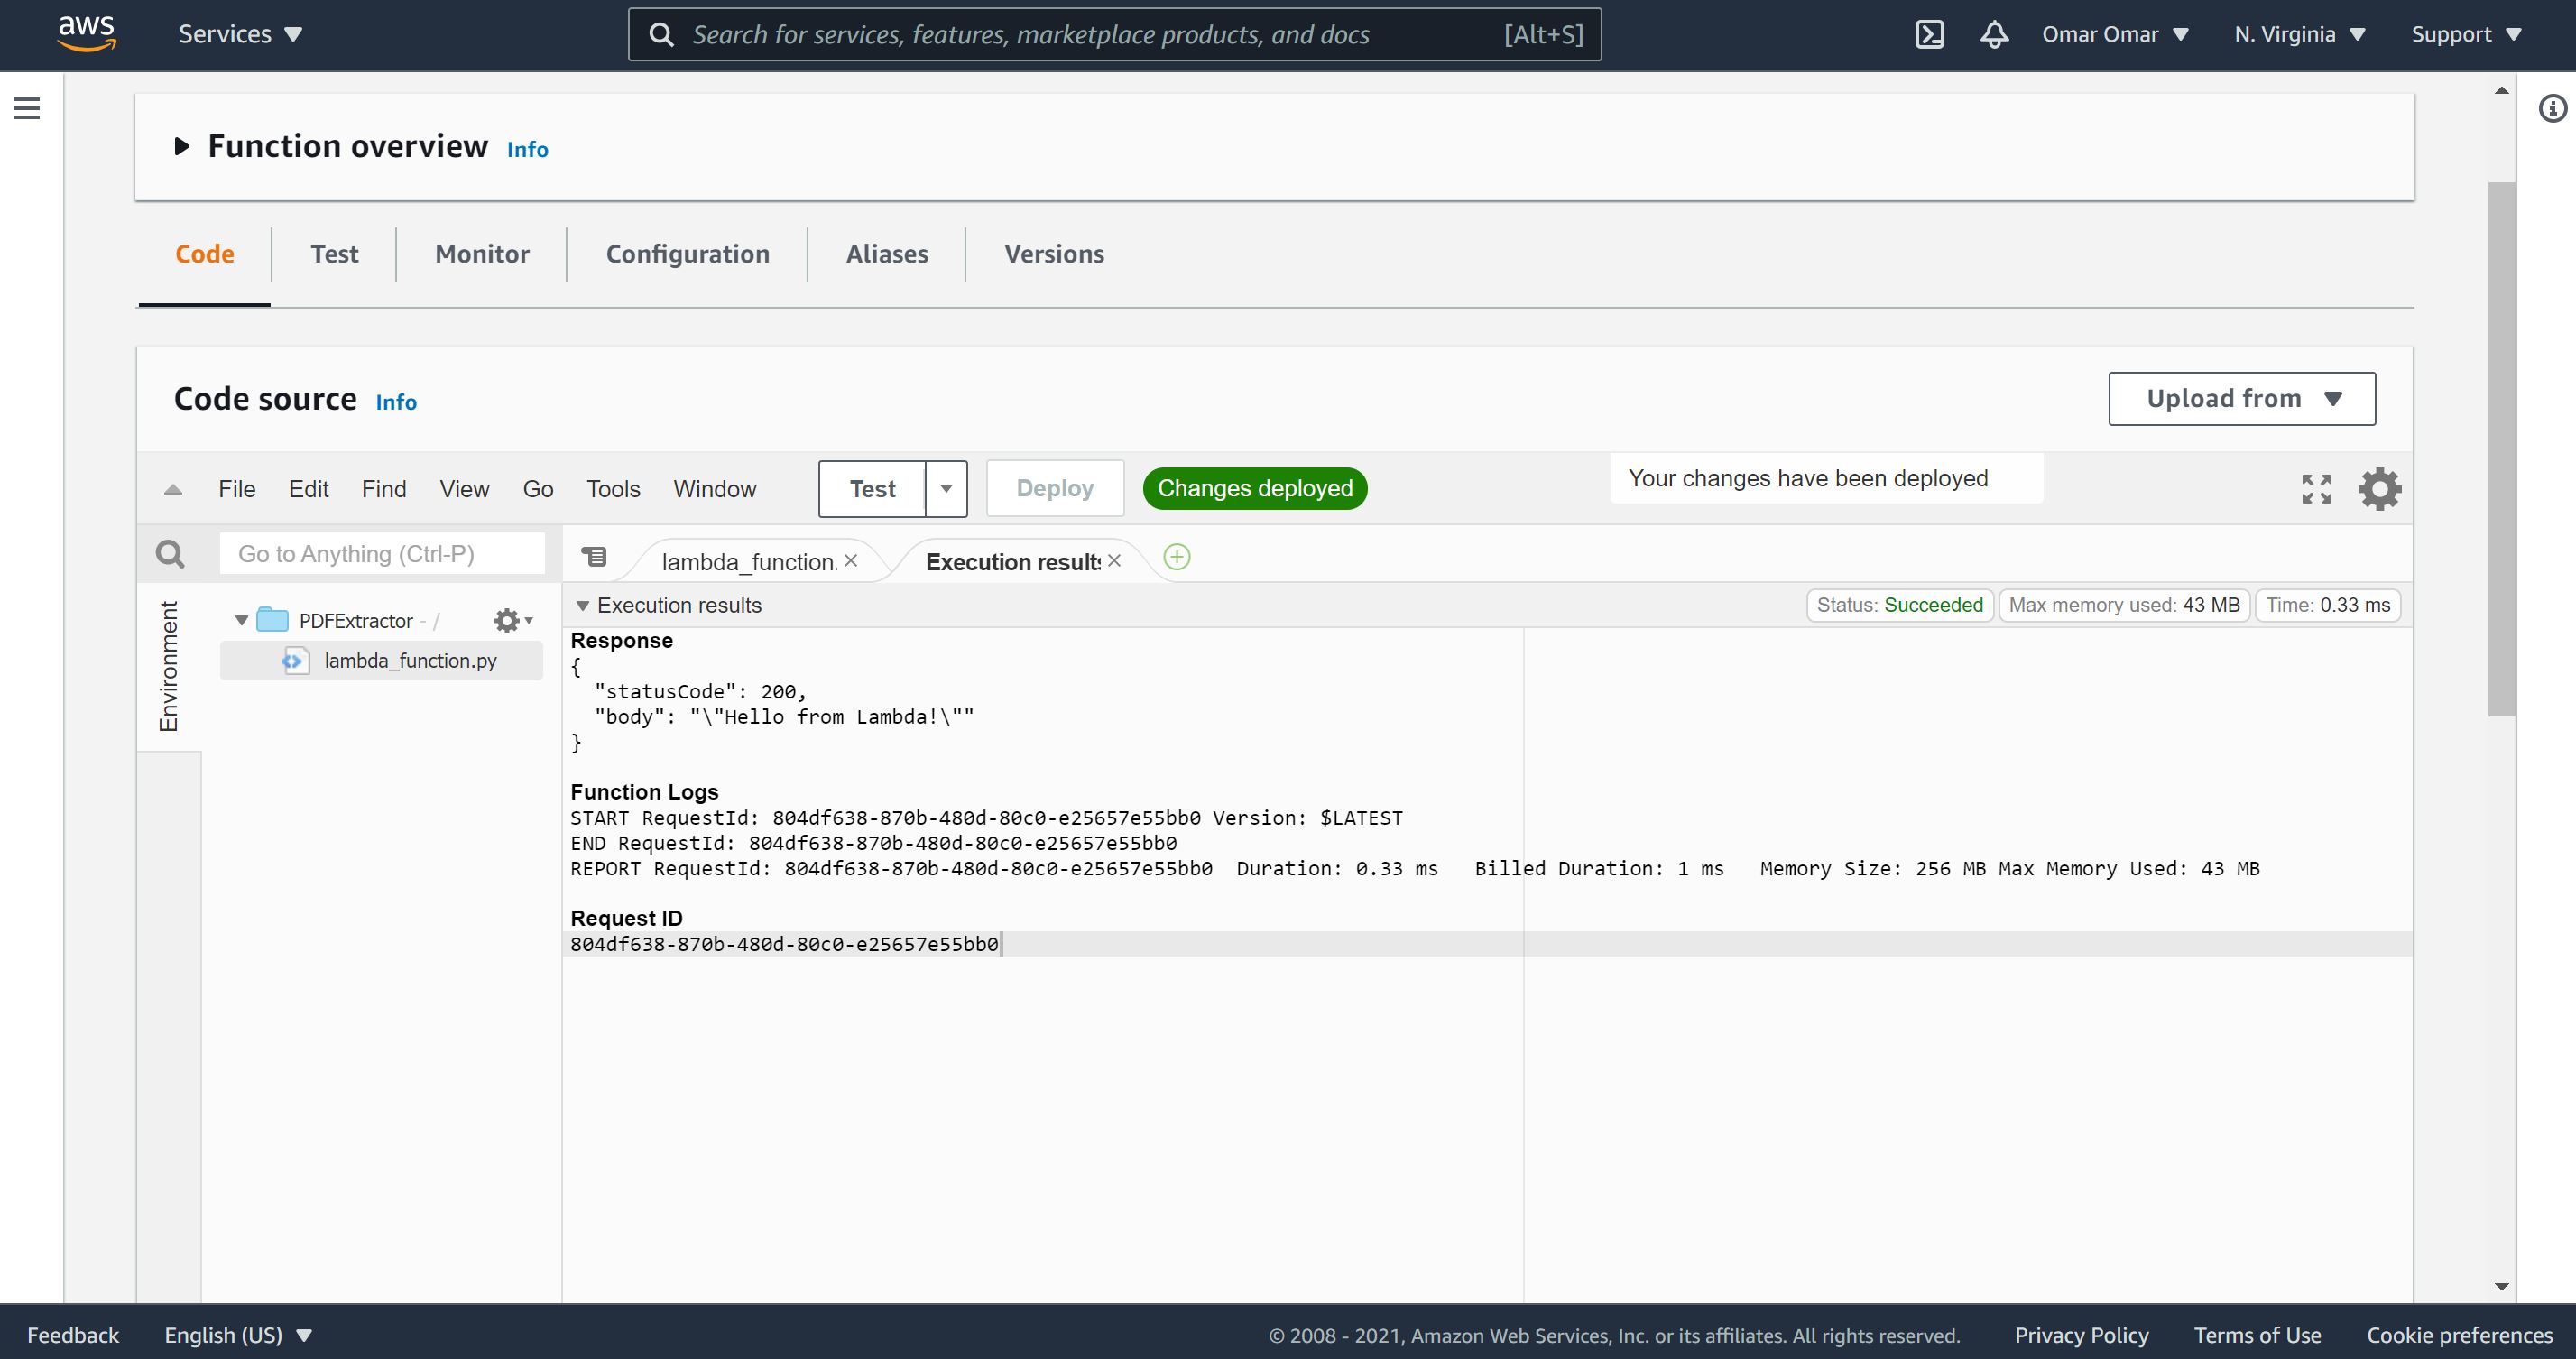 aws
Services
Search for services, features, marketplace products, and docs [Alt+S]
Omar Omar
N. Virginia
Support
Function overview Info
Code Test Monitor Configuration Aliases Versions
Code source Info
Upload from
File Edit Find View Go Tools Window
Test
Deploy
Changes deployed
Your changes have been deployed
Go to Anything (Ctrl-P)
lambda_function.
Execution results
Environment
PDFExtractor - /
lambda_function.py
Execution results
Status: Succeeded
Max memory used: 43 MB
Time: 0.33 ms
Response
{
"statusCode": 200,
"body": "\"Hello from Lambda!\""
}
Function Logs
START RequestId: 804df638-870b-480d-80c0-e25657e55bb0 Version: $LATEST
END RequestId: 804df638-870b-480d-80c0-e25657e55bb0
REPORT RequestId: 804df638-870b-480d-80c0-e25657e55bb0 Duration: 0.33 ms Billed Duration: 1 ms Memory Size: 256 MB Max Memory Used: 43 MB
Request ID
804df638-870b-480d-80c0-e25657e55bb0
Feedback
English (US)
© 2008 - 2021, Amazon Web Services, Inc. or its affiliates. All rights reserved.
Privacy Policy
Terms of Use
Cookie preferences